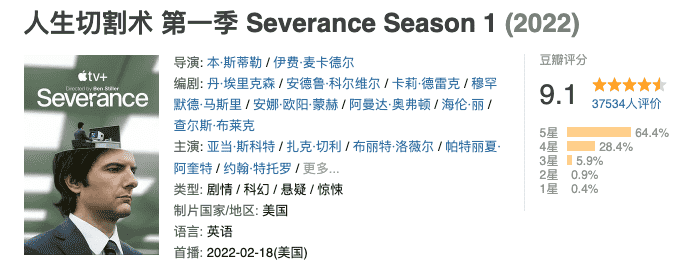 人生切割术 第一季 Severance Season 1 (2022)
tv+
Directed by Ben Stiller
Severance
导演: 本·斯蒂勒 / 伊费·麦卡德尔
编剧: 丹·埃里克森 / 安德鲁·科尔维尔 / 卡莉·德雷克 / 穆罕
默德·马斯里 / 安娜·欧阳·蒙赫 / 阿曼达·奥弗顿 / 海伦·丽 /
查尔斯·布莱克
主演: 亚当·斯科特 / 扎克·切利 / 布丽特·洛薇尔 / 帕特丽夏·
阿奎特 / 约翰·特托罗 / 更多...
类型: 剧情 / 科幻 / 悬疑 / 惊悚
制片国家/地区: 美国
语言: 英语
首播: 2022-02-18(美国)
豆瓣评分
9.1
37534人评价
5星 64.4%
4星 28.4%
3星 5.9%
2星 0.9%
1星 0.4%